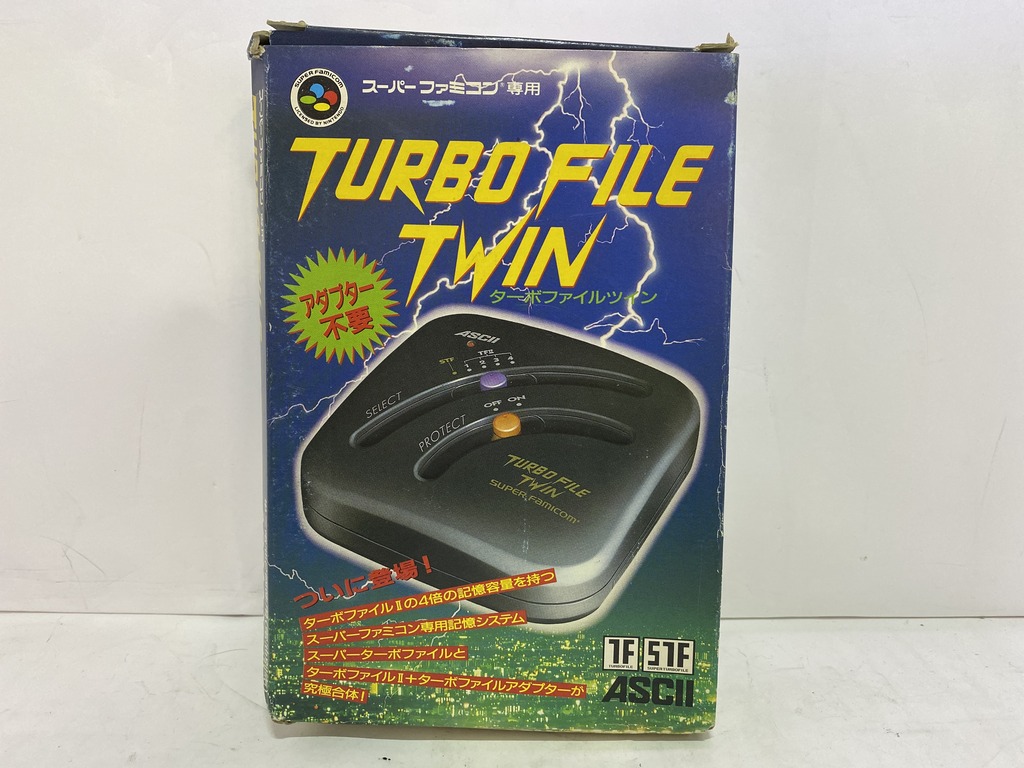 SUPER FAMICOM
LICENSED BY NINTENDO
スーパーファミコン®専用
TURBO FILE
TWIN
ターボファイルツイン
アダプター
不要
ASCII
STF
TFII
1 2 3 4
SELECT
OFF ON
PROTECT
TURBO FILE
TWIN
SUPER FAMICOM
ついに登場!
ターボファイルⅡの4倍の記憶容量を持つ
スーパーファミコン専用記憶システム
スーパーターボファイルと
ターボファイルⅡ+ターボファイルアダプターが
究極合体!
TF
TURBOFILE
STF
SUPER TURBOFILE
ASCII